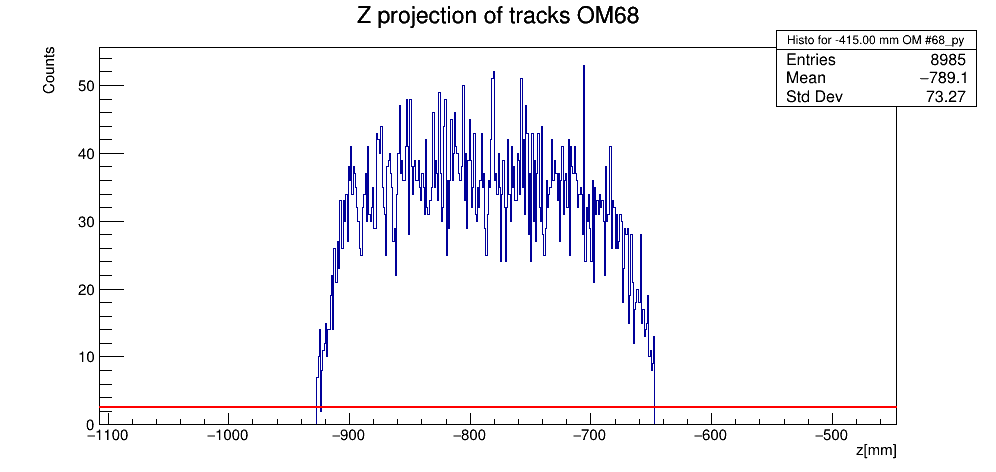 Z projection of tracks OM68
Histo for -415.00 mm OM #68_py
Entries 8985
Mean −789.1
Std Dev 73.27
Counts
50
40
30
20
10
0
−1100 −1000 −900 −800 −700 −600 −500
z[mm]